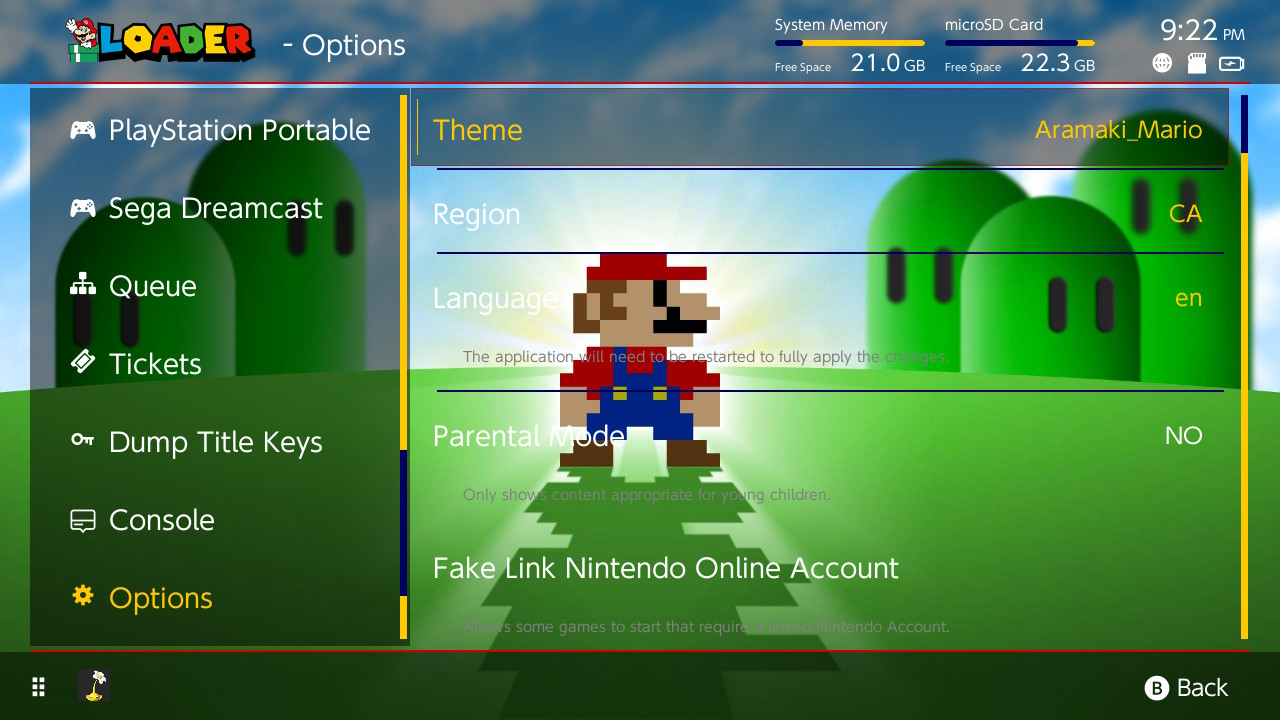 LOADER
- Options
System Memory
Free Space 21.0 GB
microSD Card
Free Space 22.3 GB
9:22 PM
PlayStation Portable
Sega Dreamcast
Queue
Tickets
Dump Title Keys
Console
Options
Theme Aramaki_Mario
Region CA
Language en
The application will need to be restarted to fully apply the changes.
Parental Mode NO
Only shows content appropriate for young children.
Fake Link Nintendo Online Account
Allows some games to start that require a linked Nintendo Account.
B Back